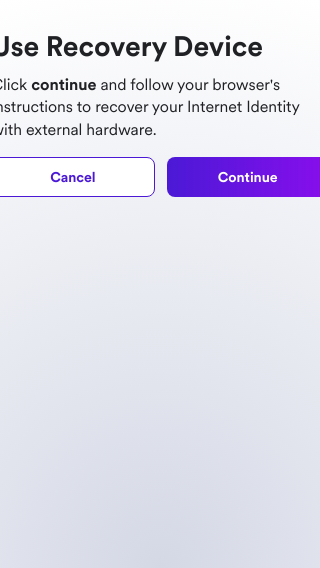 Use Recovery Device
Click continue and follow your browser's
instructions to recover your Internet Identity
with external hardware.
Cancel
Continue